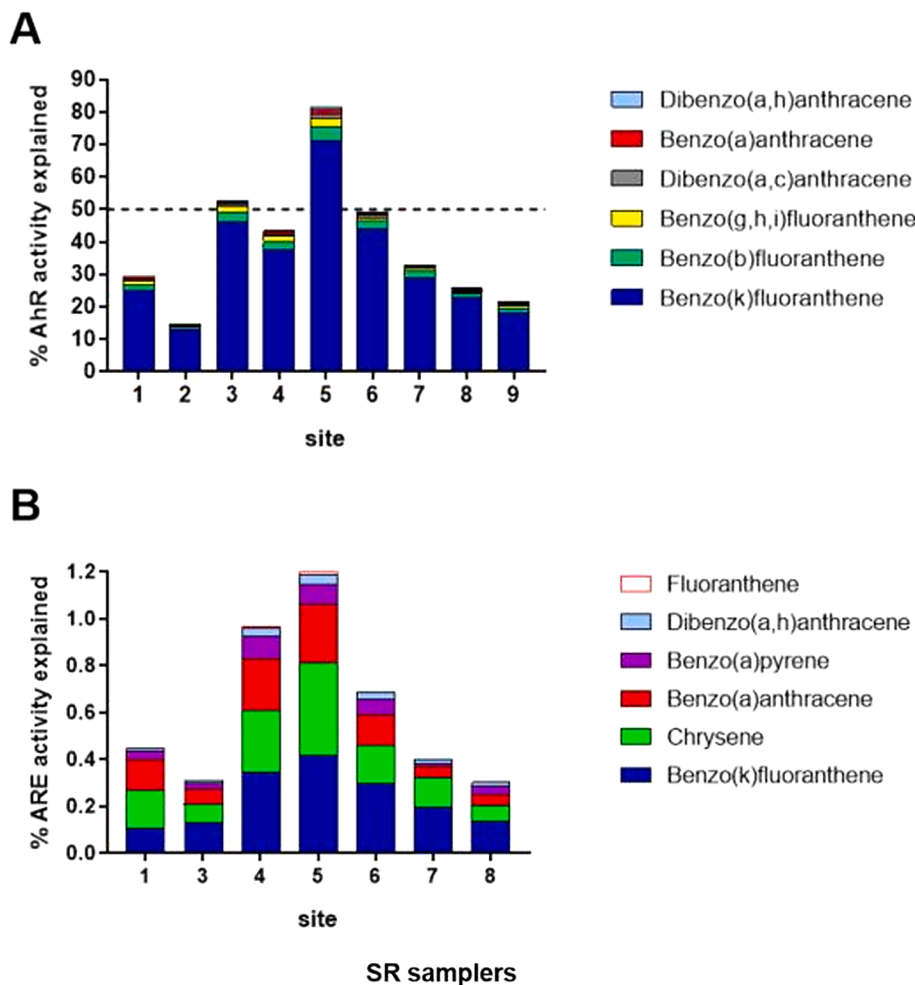 A
% AhR activity explained
90
80
70
60
50
40
30
20
10
0
1 2 3 4 5 6 7 8 9
site
Dibenzo(a,h)anthracene
Benzo(a)anthracene
Dibenzo(a,c)anthracene
Benzo(g,h,i)fluoranthene
Benzo(b)fluoranthene
Benzo(k)fluoranthene
B
% ARE activity explained
1.2
1.0
0.8
0.6
0.4
0.2
0.0
1 3 4 5 6 7 8
site
Fluoranthene
Dibenzo(a,h)anthracene
Benzo(a)pyrene
Benzo(a)anthracene
Chrysene
Benzo(k)fluoranthene
SR samplers